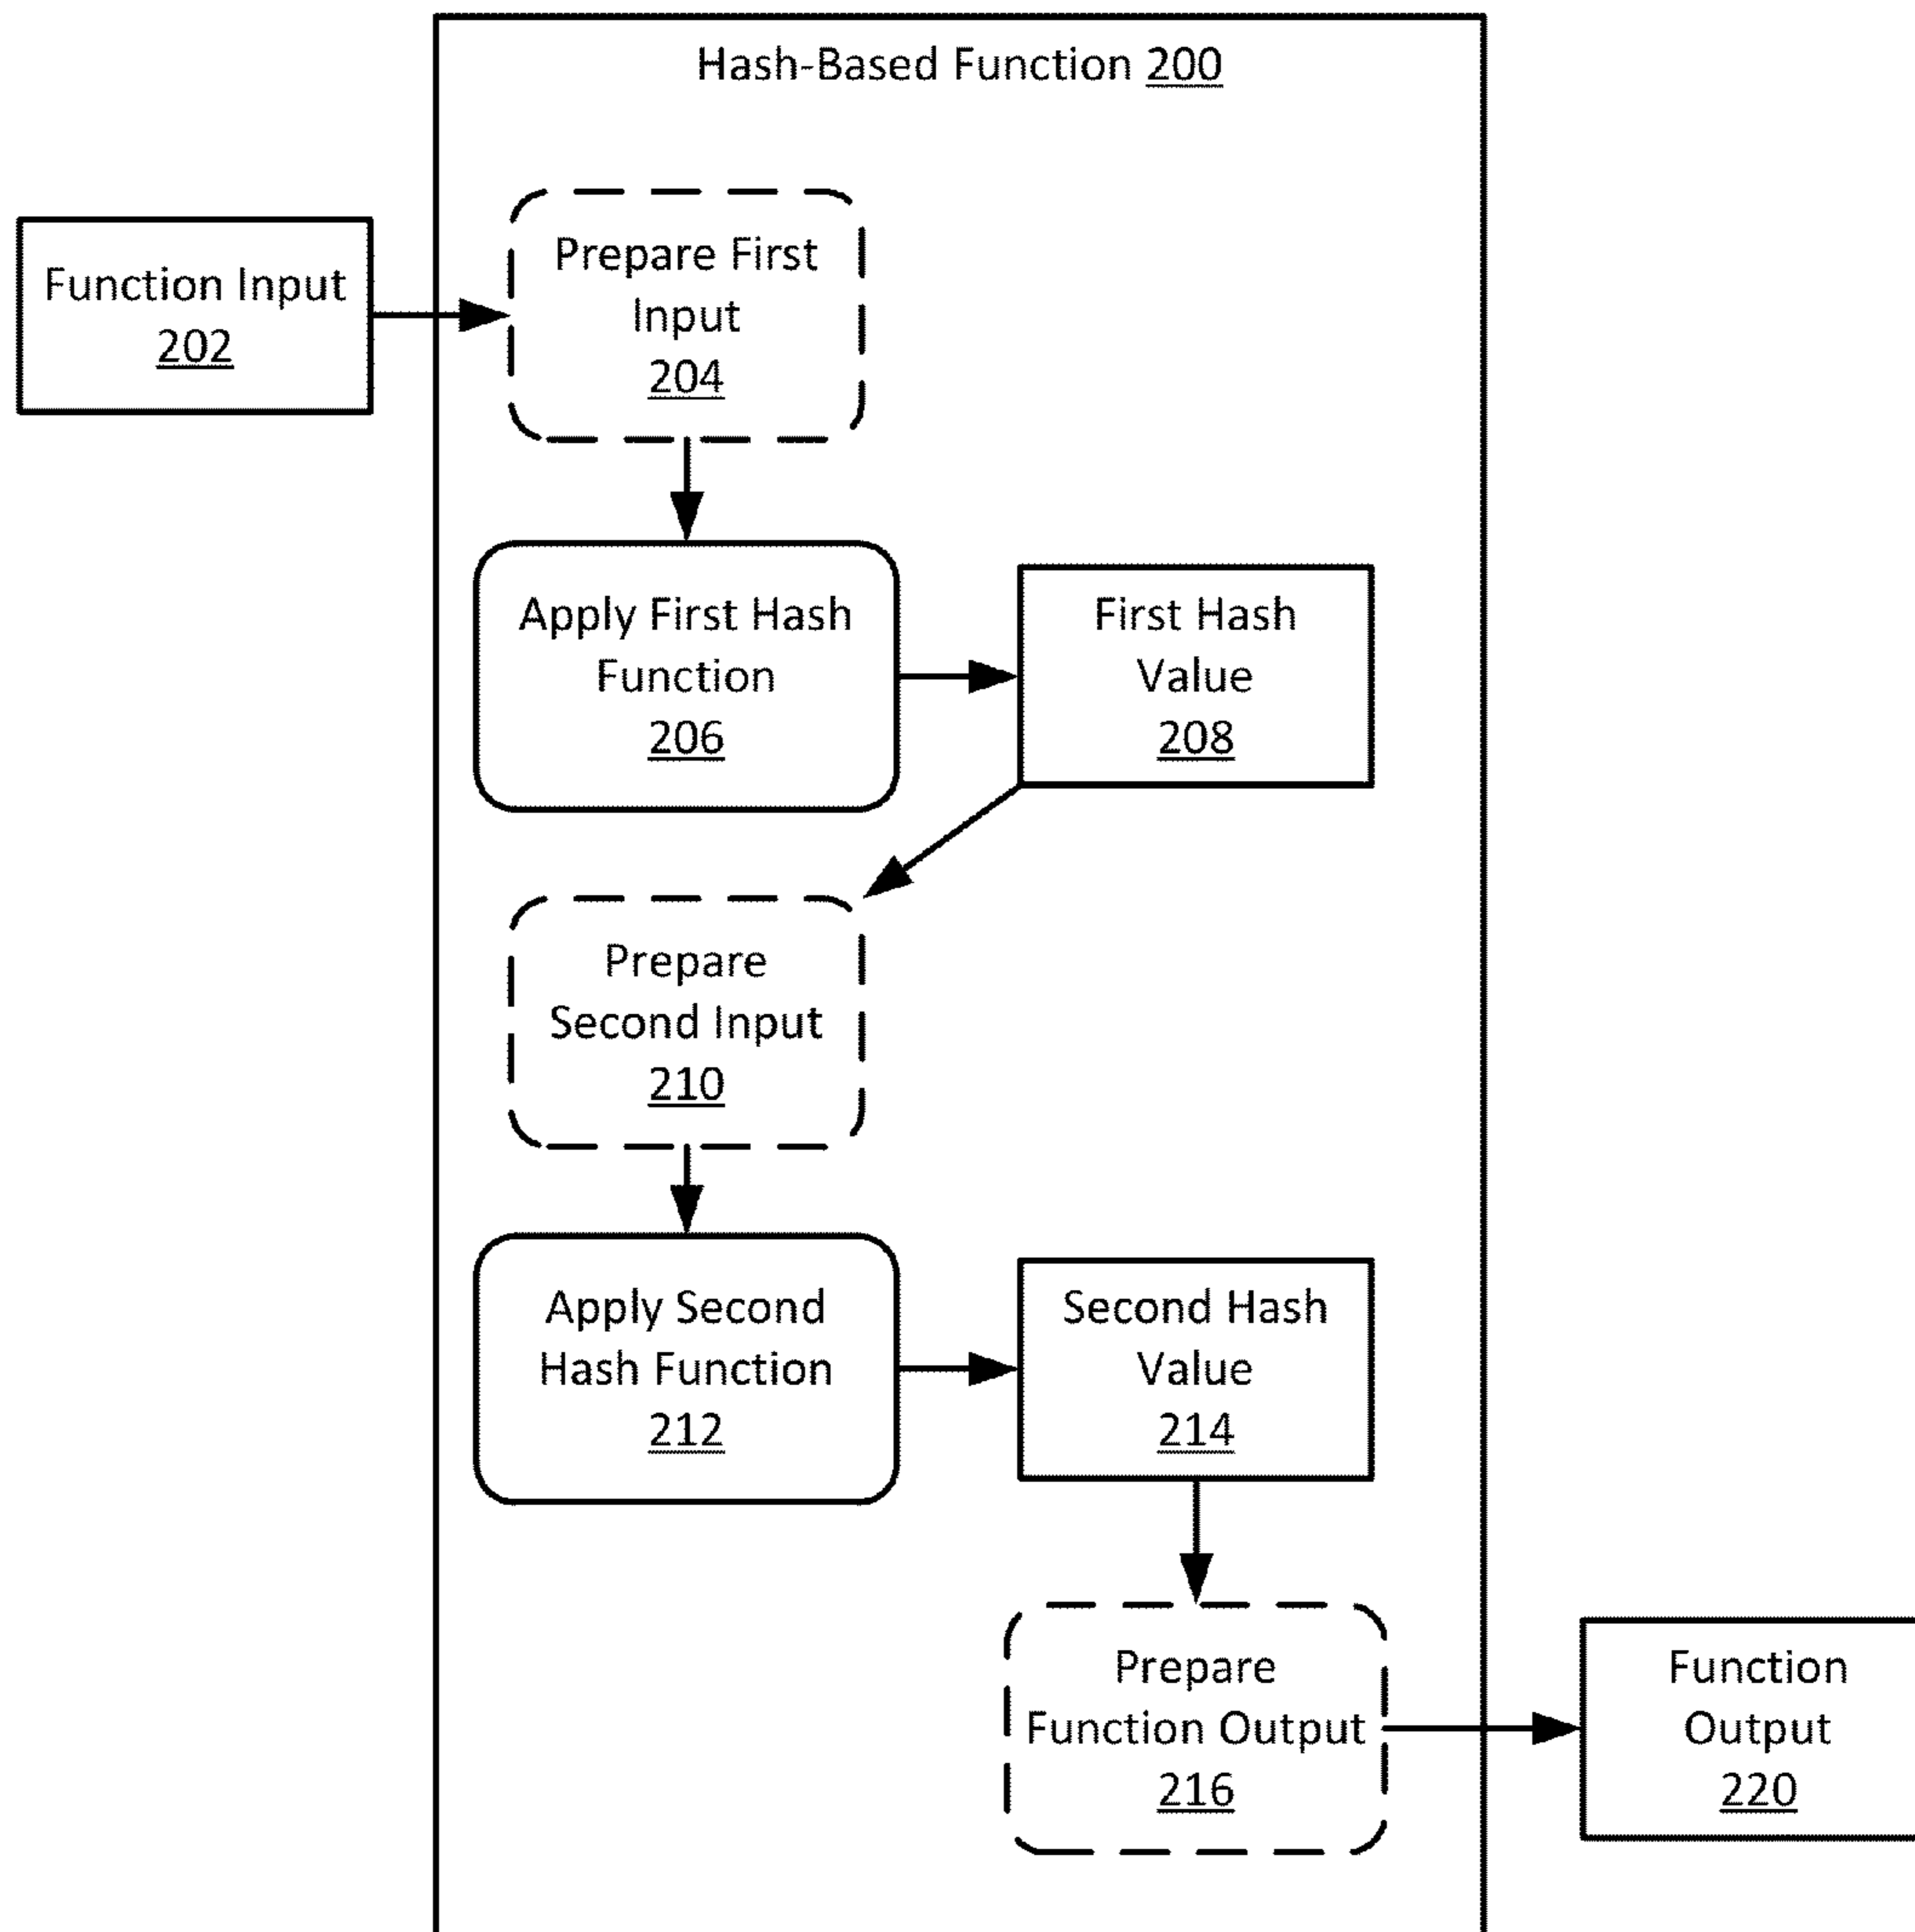 Hash-Based Function 200
Function Input
202
Prepare First
Input
204
Apply First Hash
Function
206
First Hash
Value
208
Prepare
Second Input
210
Apply Second
Hash Function
212
Second Hash
Value
214
Prepare
Function Output
216
Function
Output
220